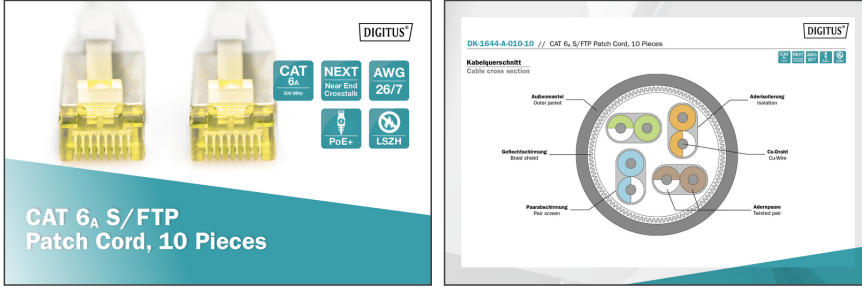 DIGITUS®
CAT
6A
500 MHz
NEXT
Near End
Crosstalk
AWG
26/7
PoE+
LSZH
CAT 6A S/FTP
Patch Cord, 10 Pieces
DIGITUS®
DK-1644-A-010-10 // CAT 6A S/FTP Patch Cord, 10 Pieces
Kabelquerschnitt
Cable cross section
Außenmantel
Outer jacket
Aderisolierung
Isolation
Geflechtschirmung
Braid shield
Cu-Draht
Cu-Wire
Paarabschirmung
Pair screen
Adernpaare
Twisted pair